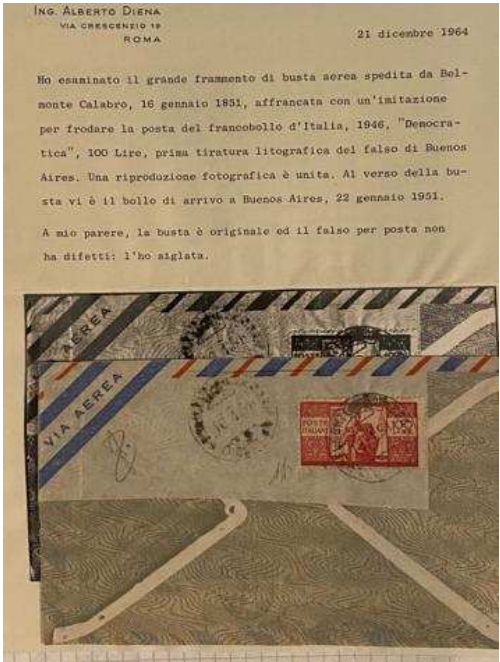 ING. ALBERTO DIENA
VIA CRESCENZIO 19
ROMA
21 dicembre 1964
Ho esaminato il grande frammento di busta aerea spedita da Bel-
monte Calabro, 16 gennaio 1851, affrancata con un'imitazione
per frodare la posta del francobollo d'Italia, 1946, "Democra-
tica", 100 Lire, prima tiratura litografica del falso di Buenos
Aires. Una riproduzione fotografica è unita. Al verso della bu-
sta vi è il bollo di arrivo a Buenos Aires, 22 gennaio 1951.
A mio parere, la busta è originale ed il falso per posta non
ha difetti: l'ho siglata.
AEREA
VIA AEREA
POSTE
ITALIANE
100